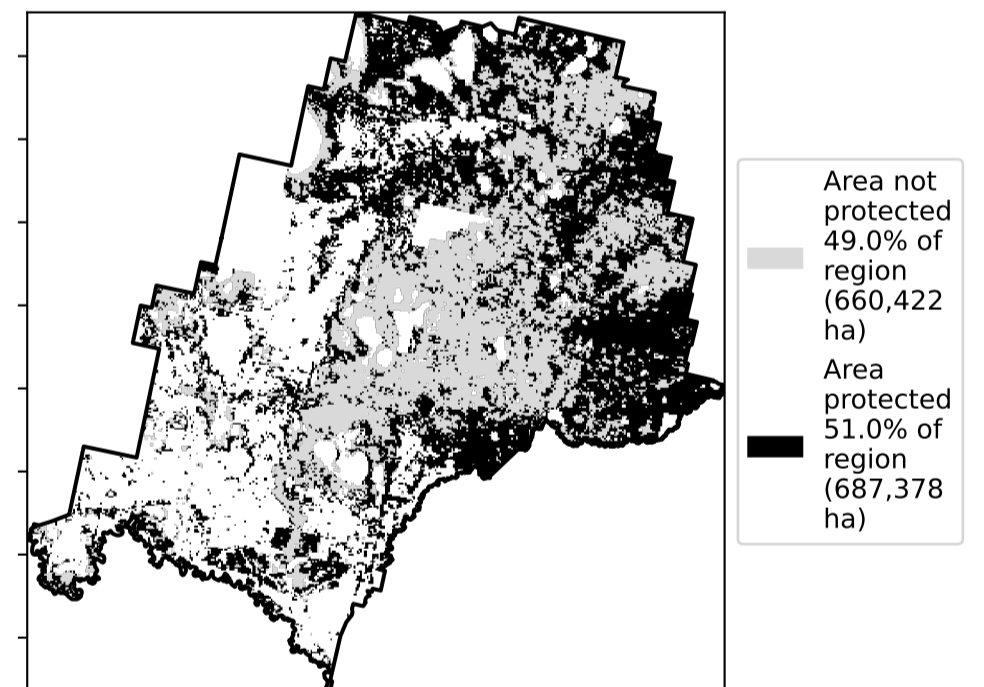 Area not
protected
49.0% of
region
(660,422
ha)
Area
protected
51.0% of
region
(687,378
ha)